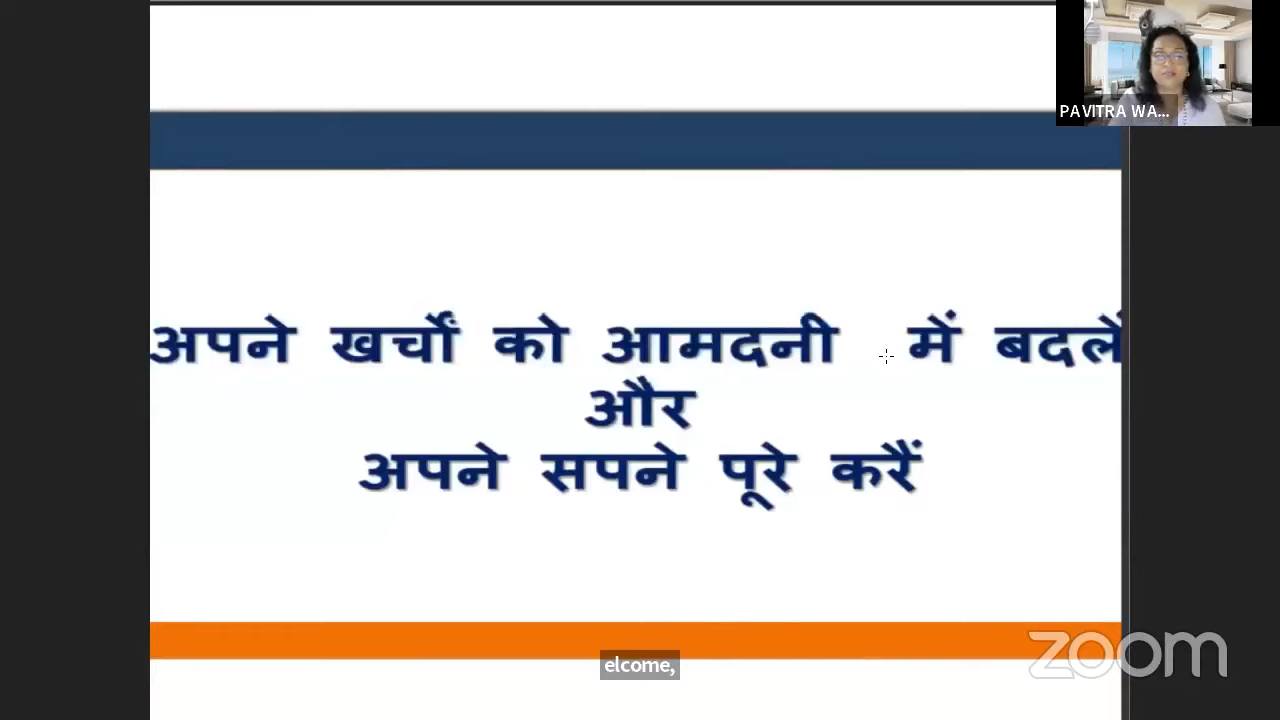 PAVITRA WA...
अपने खर्चों को आमदनी में बदलें
और
अपने सपने पूरे करैं
elcome,
zoom